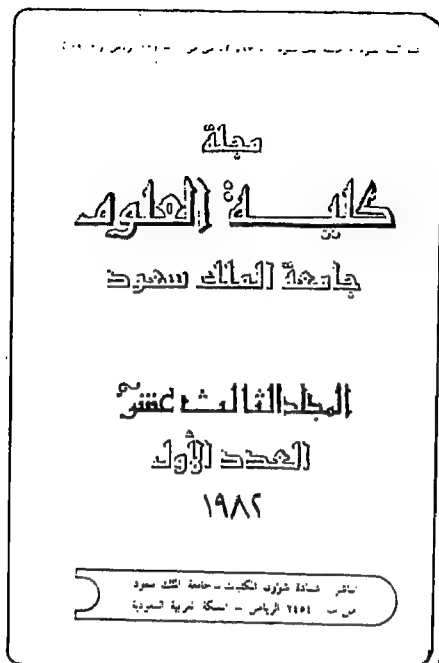 مجلة
كلية العلوم
جامعة الملك سعود
المجلد الثالث عشر
العدد الأول
١٩٨٢
الناشر عمادة شؤون المكتبات - جامعة الملك سعود
ص ب ٢٤٥٤ الرياض - المملكة العربية السعودية